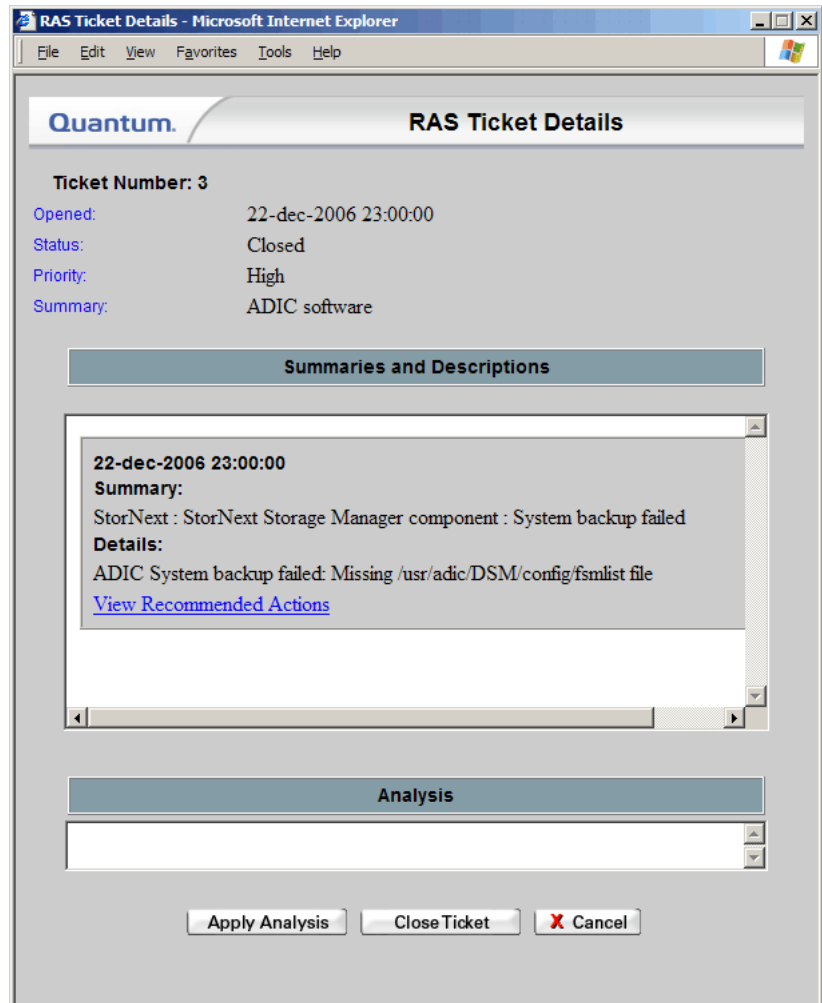 RAS Ticket Details - Microsoft Internet Explorer
File Edit View Favorites Tools Help
Quantum. RAS Ticket Details
Ticket Number: 3
Opened: 22-dec-2006 23:00:00
Status: Closed
Priority: High
Summary: ADIC software
Summaries and Descriptions
22-dec-2006 23:00:00
Summary:
StorNext : StorNext Storage Manager component : System backup failed
Details:
ADIC System backup failed: Missing /usr/adic/DSM/config/fsmlist file
View Recommended Actions
Analysis
Apply Analysis Close Ticket X Cancel